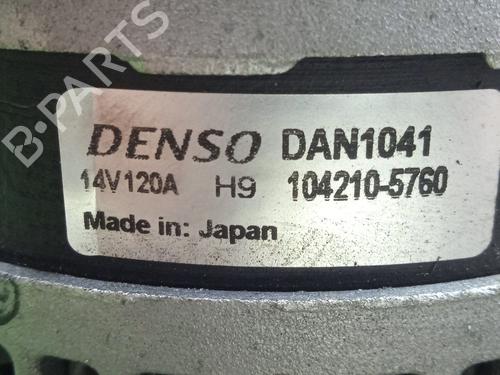 B-PARTS
DENSO DAN1041
14V120A H9 104210-5760
Made in: Japan